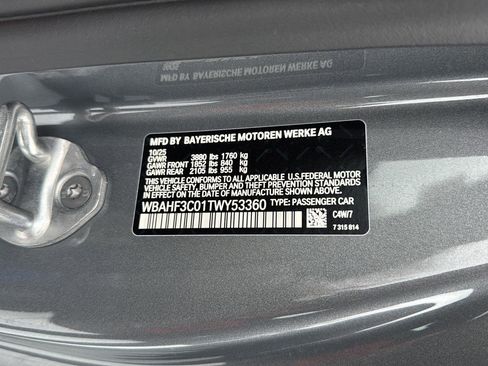 MFD BY BAYERISCHE MOTOREN WERKE AG
10/25
GVWR 3880 lbs 1760 kg
GAWR FRONT 1852 lbs 840 kg
GAWR REAR 2105 lbs 955 kg
THIS VEHICLE CONFORMS TO ALL APPLICABLE U.S. FEDERAL MOTOR
VEHICLE SAFETY, BUMPER, AND THEFT PREVENTION STANDARDS
IN EFFECT ON THE DATE OF MANUFACTURE SHOWN ABOVE.
WBAHF3C01TWY53360 TYPE: PASSENGER CAR
C4W17
7 315 814